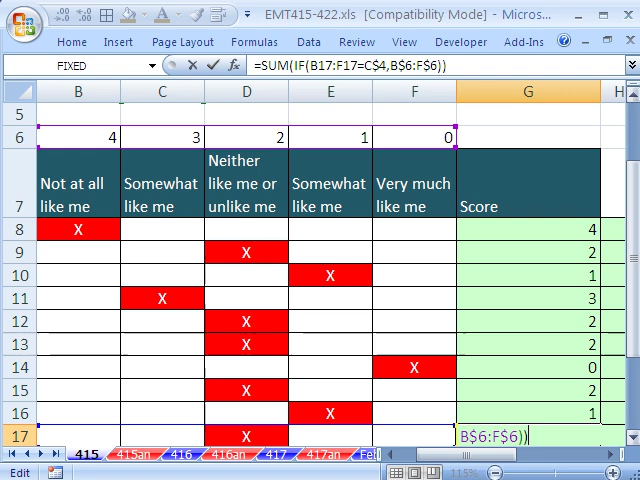 EMT415-422.xls [Compatibility Mode] - Micros...
Home Insert Page Layout Formulas Data Review View Developer Add-Ins
FIXED =SUM(IF(B17:F17=C$4,B$6:F$6))
B C D E F G H
5
6 4 3 2 1 0
7 Not at all like me Somewhat like me Neither like me or unlike me Somewhat like me Very much like me Score
8 X 4
9 X 2
10 X 1
11 X 3
12 X 2
13 X 2
14 X 0
15 X 2
16 X 1
17 X B$6:F$6))
415 415an 416 416an 417 417an
Edit 115%